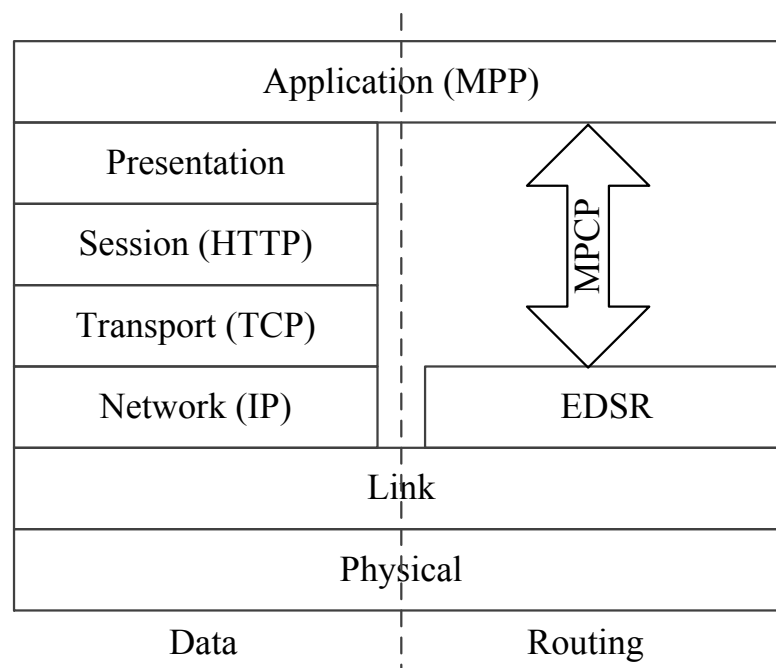 Application (MPP)
Presentation
Session (HTTP)
Transport (TCP)
Network (IP)
MPCP
EDSR
Link
Physical
Data
Routing